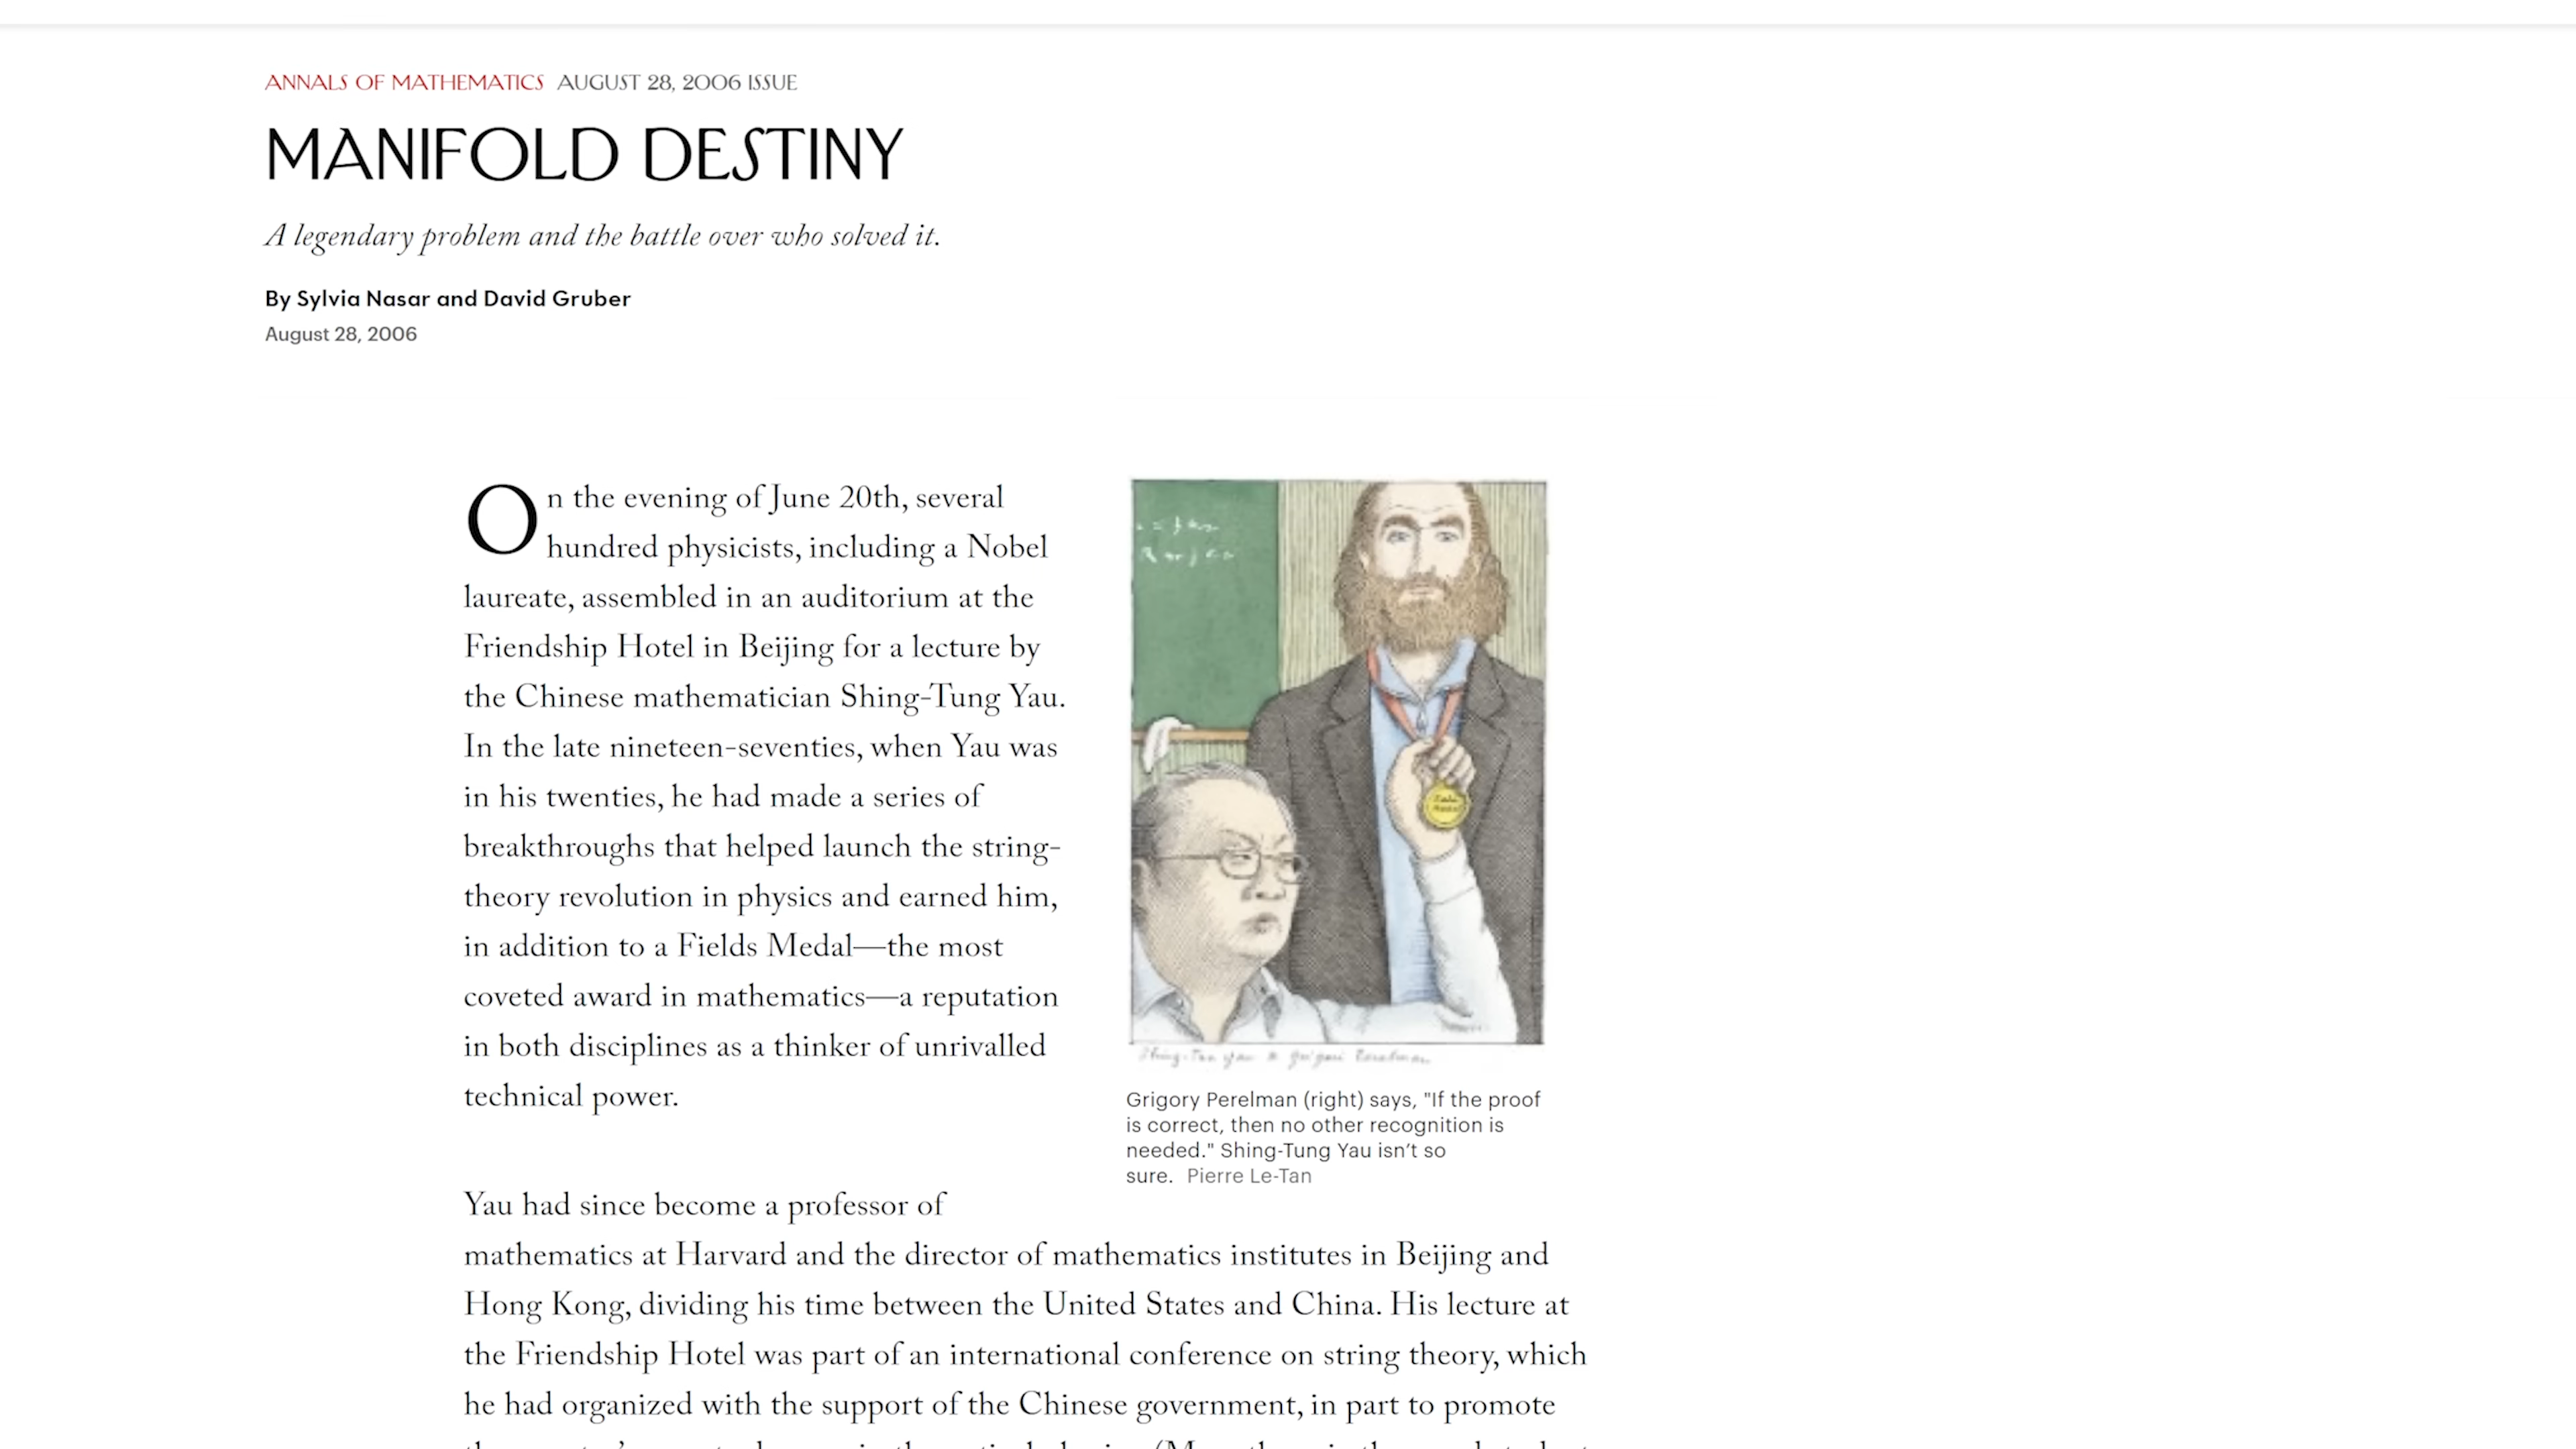 ANNALS OF MATHEMATICS AUGUST 28, 2006 ISSUE
MANIFOLD DESTINY
A legendary problem and the battle over who solved it.
By Sylvia Nasar and David Gruber
August 28, 2006
On the evening of June 20th, several
hundred physicists, including a Nobel
laureate, assembled in an auditorium at the
Friendship Hotel in Beijing for a lecture by
the Chinese mathematician Shing-Tung Yau.
In the late nineteen-seventies, when Yau was
in his twenties, he had made a series of
breakthroughs that helped launch the string-
theory revolution in physics and earned him,
in addition to a Fields Medal—the most
coveted award in mathematics—a reputation
in both disciplines as a thinker of unrivalled
technical power.
Grigory Perelman (right) says, "If the proof
is correct, then no other recognition is
needed." Shing-Tung Yau isn’t so
sure. Pierre Le-Tan
Yau had since become a professor of
mathematics at Harvard and the director of mathematics institutes in Beijing and
Hong Kong, dividing his time between the United States and China. His lecture at
the Friendship Hotel was part of an international conference on string theory, which
he had organized with the support of the Chinese government, in part to promote